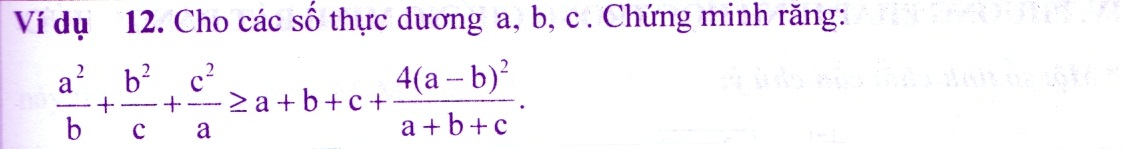 Ví dụ 12. Cho các số thực dương a, b, c. Chứng minh rằng:
a²/b + b²/c + c²/a ≥ a + b + c + 4(a − b)²/(a + b + c).